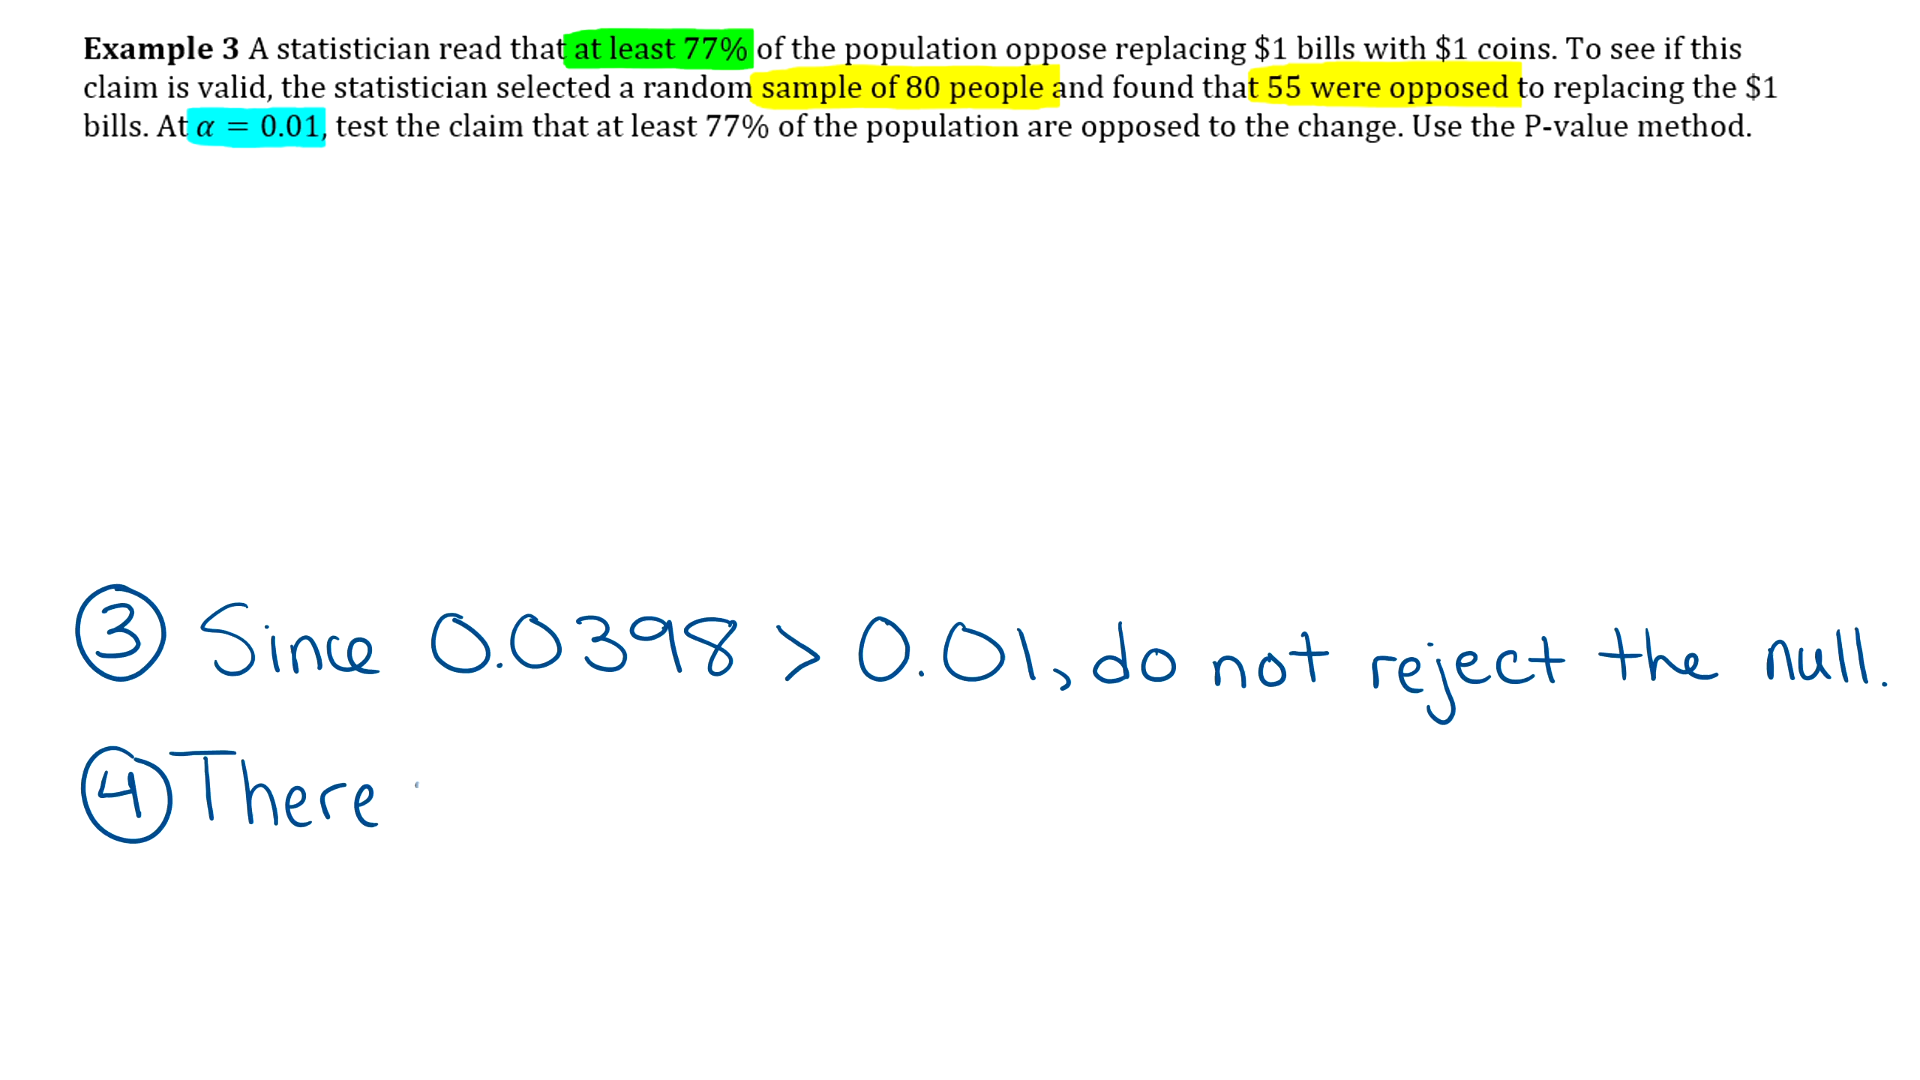 Example 3 A statistician read that at least 77% of the population oppose replacing $1 bills with $1 coins. To see if this
claim is valid, the statistician selected a random sample of 80 people and found that 55 were opposed to replacing the $1
bills. At α = 0.01, test the claim that at least 77% of the population are opposed to the change. Use the P-value method.
③ Since 0.0398 > 0.01, do not reject the null.
④ There